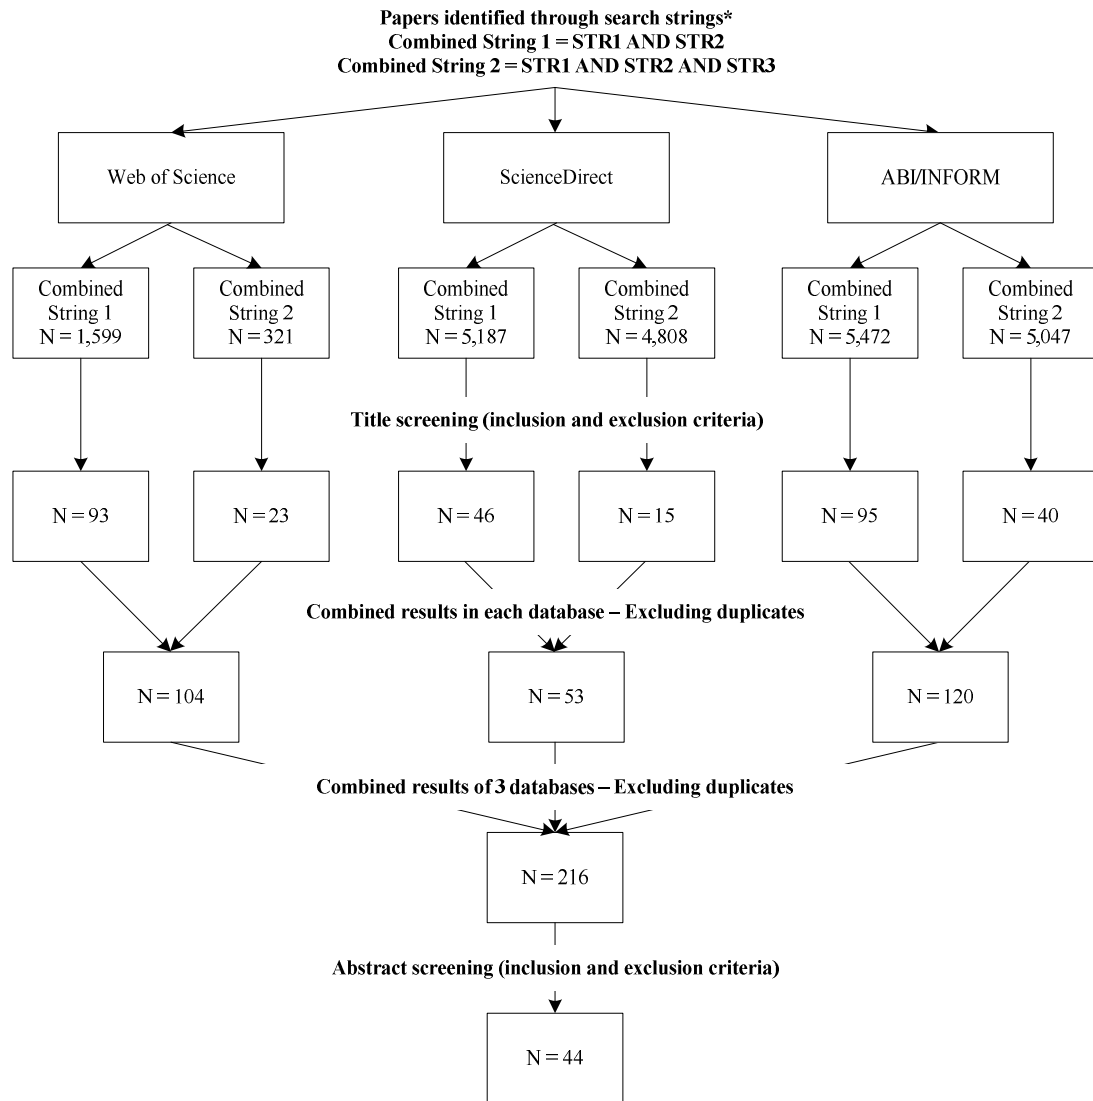 Papers identified through search strings*
Combined String 1 = STR1 AND STR2
Combined String 2 = STR1 AND STR2 AND STR3
Web of Science
ScienceDirect
ABI/INFORM
Combined
String 1
N = 1,599
Combined
String 2
N = 321
Combined
String 1
N = 5,187
Combined
String 2
N = 4,808
Combined
String 1
N = 5,472
Combined
String 2
N = 5,047
Title screening (inclusion and exclusion criteria)
N = 93
N = 23
N = 46
N = 15
N = 95
N = 40
Combined results in each database – Excluding duplicates
N = 104
N = 53
N = 120
Combined results of 3 databases – Excluding duplicates
N = 216
Abstract screening (inclusion and exclusion criteria)
N = 44